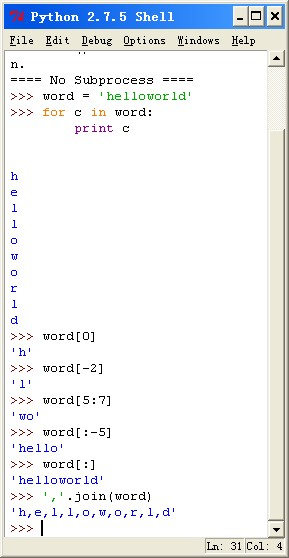 Python 2.7.5 Shell
File Edit Debug Options Windows Help
n.
==== No Subprocess ====
>>> word = 'helloworld'
>>> for c in word:
        print c
h
e
l
l
o
w
o
r
l
d
>>> word[0]
'h'
>>> word[-2]
'l'
>>> word[5:7]
'wo'
>>> word[:-5]
'hello'
>>> word[:]
'helloworld'
>>> ','.join(word)
'h,e,l,l,o,w,o,r,l,d'
>>>
Ln: 31 Col: 4